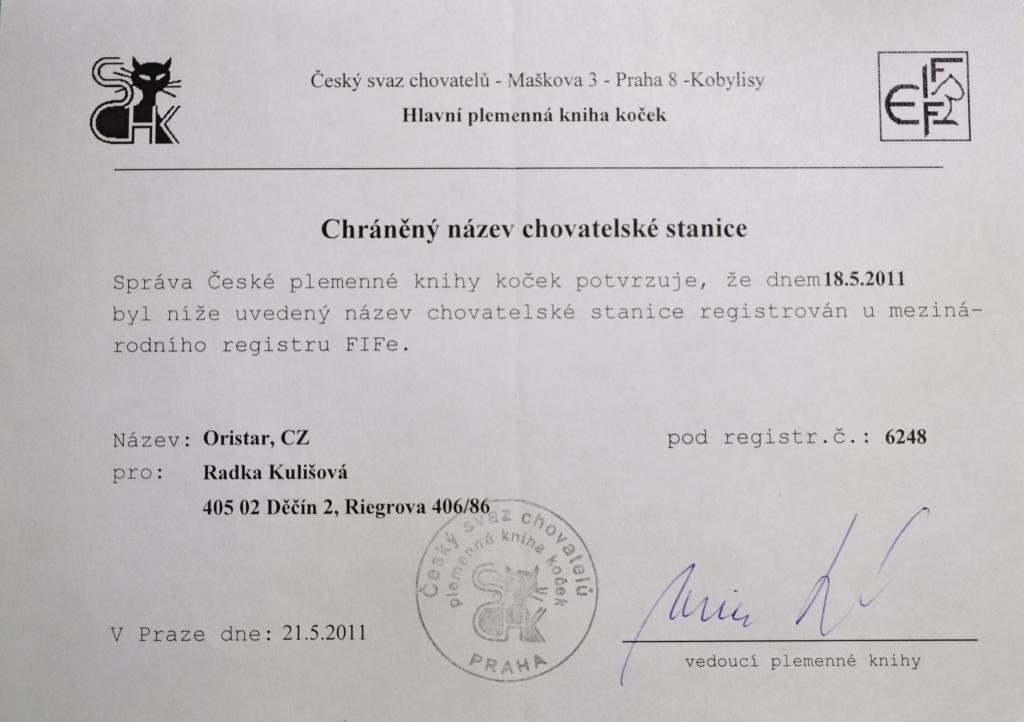 SCHK
Český svaz chovatelů - Maškova 3 - Praha 8 -Kobylisy
Hlavní plemenná kniha koček
FIFE
Chráněný název chovatelské stanice
Správa České plemenné knihy koček potvrzuje, že dnem 18.5.2011
byl níže uvedený název chovatelské stanice registrován u meziná-
rodního registru FIFe.
Název: Oristar, CZ pod registr.č.: 6248
pro: Radka Kulišová
405 02 Děčín 2, Riegrova 406/86
Český svaz chovatelů
plemenná kniha koček
SCHK
PRAHA
V Praze dne: 21.5.2011
vedoucí plemenné knihy